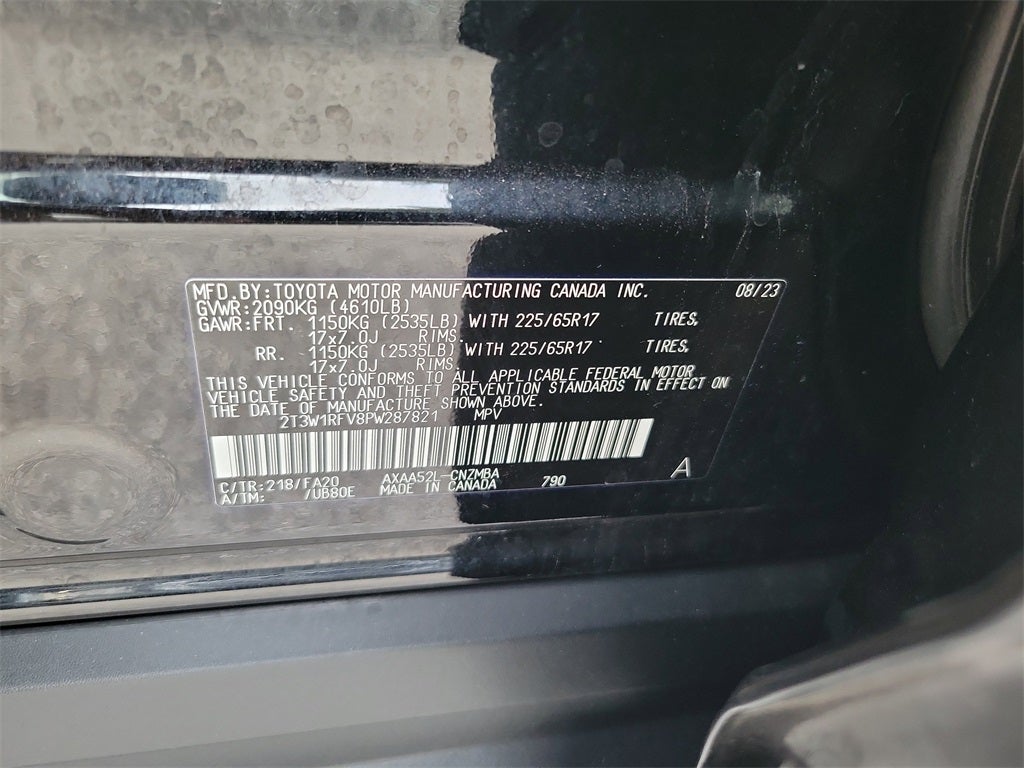 MFD. BY: TOYOTA MOTOR MANUFACTURING CANADA INC. 08/23
GVWR: 2090KG (4610LB)
GAWR: FRT. 1150KG (2535LB) WITH 225/65R17 TIRES,
17x7.0J RIMS.
RR. 1150KG (2535LB) WITH 225/65R17 TIRES,
17x7.0J RIMS.
THIS VEHICLE CONFORMS TO ALL APPLICABLE FEDERAL MOTOR
VEHICLE SAFETY AND THEFT PREVENTION STANDARDS IN EFFECT ON
THE DATE OF MANUFACTURE SHOWN ABOVE.
2T3W1RFV8PW287821 MPV
C/TR: 218/FA20 AXAA52L-CNZMBA 790 A
A/TM: /UB80E MADE IN CANADA